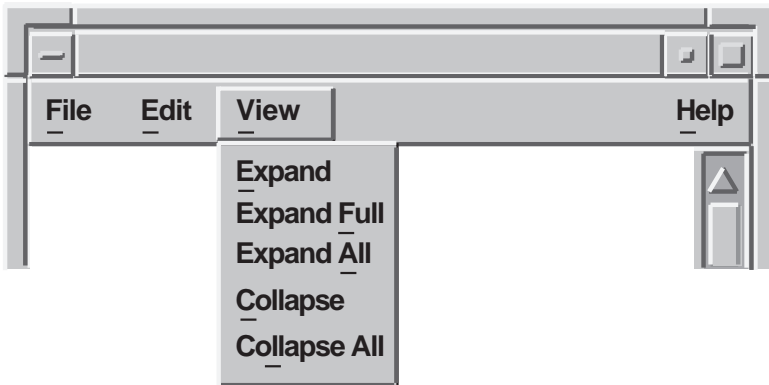 File Edit View Help
Expand
Expand Full
Expand All
Collapse
Collapse All